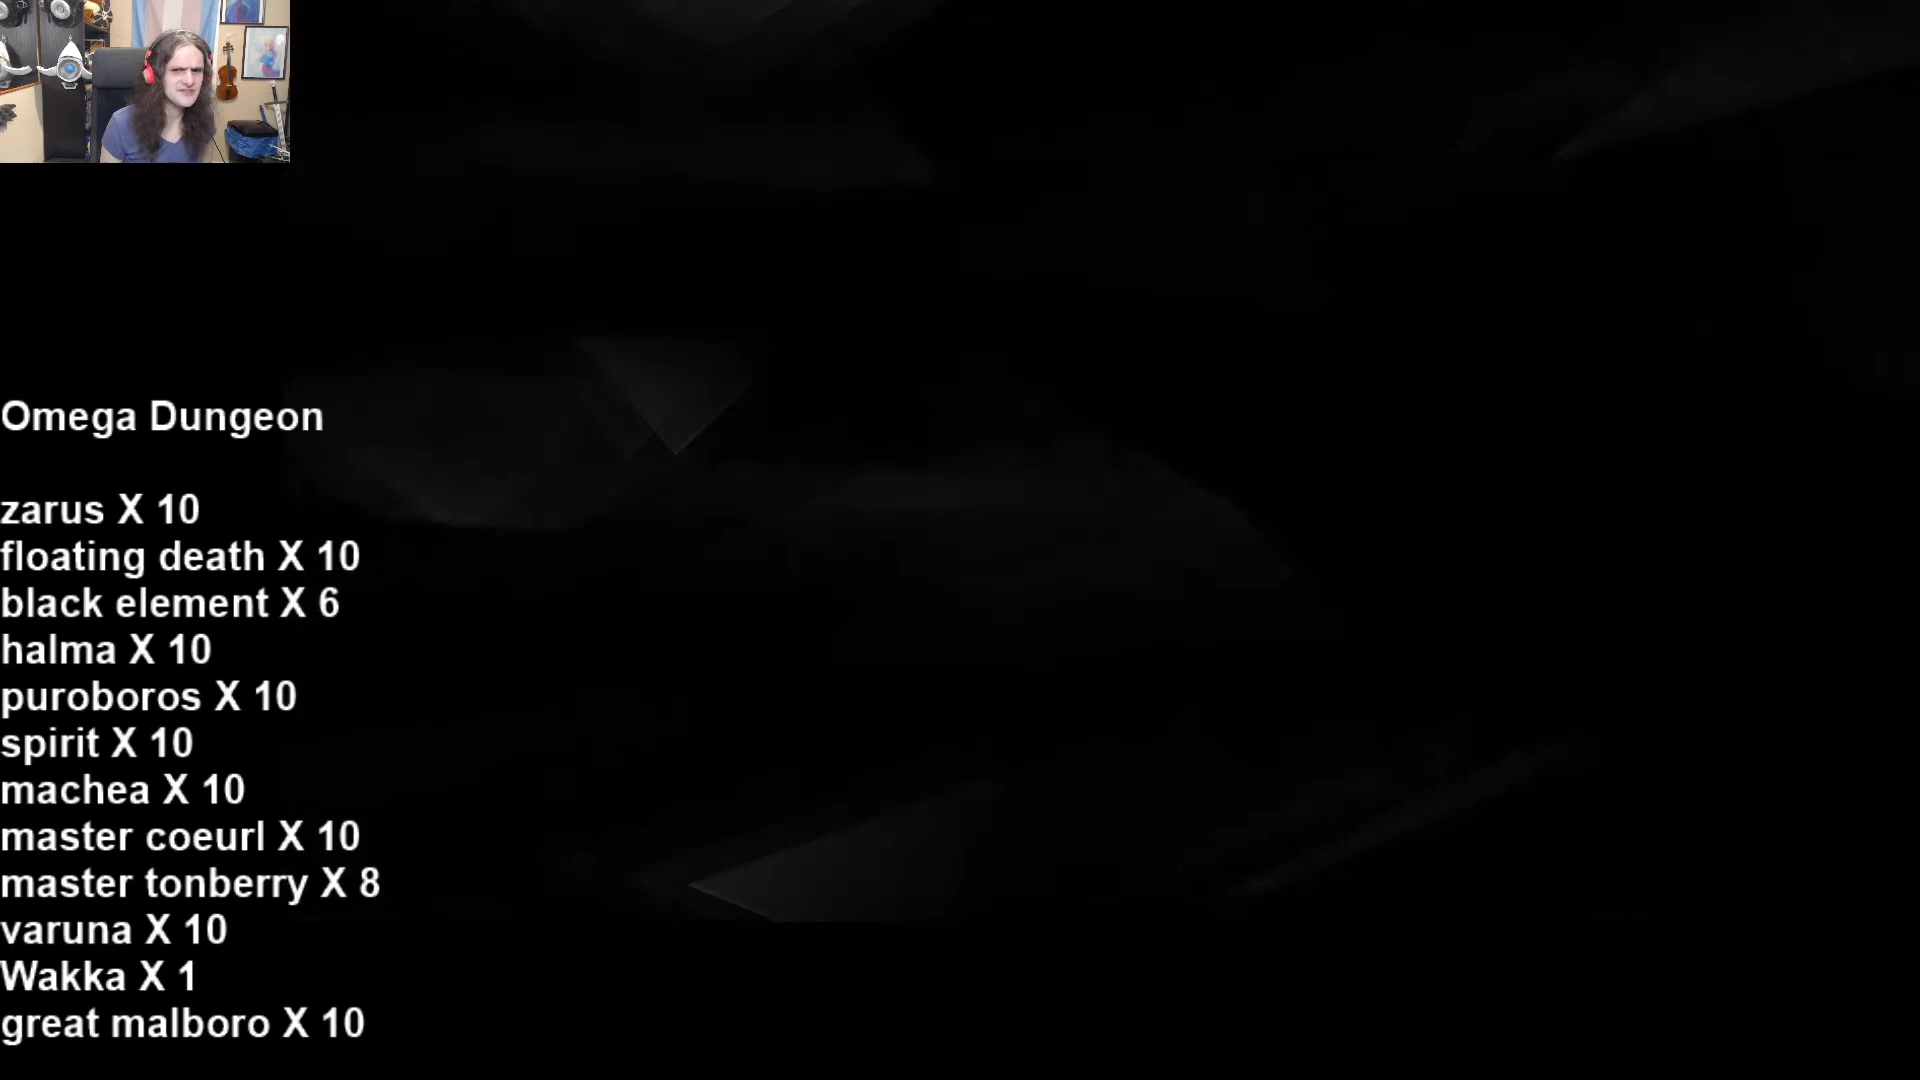 Omega Dungeon
zarus X 10
floating death X 10
black element X 6
halma X 10
puroboros X 10
spirit X 10
machea X 10
master coeurl X 10
master tonberry X 8
varuna X 10
Wakka X 1
great malboro X 10